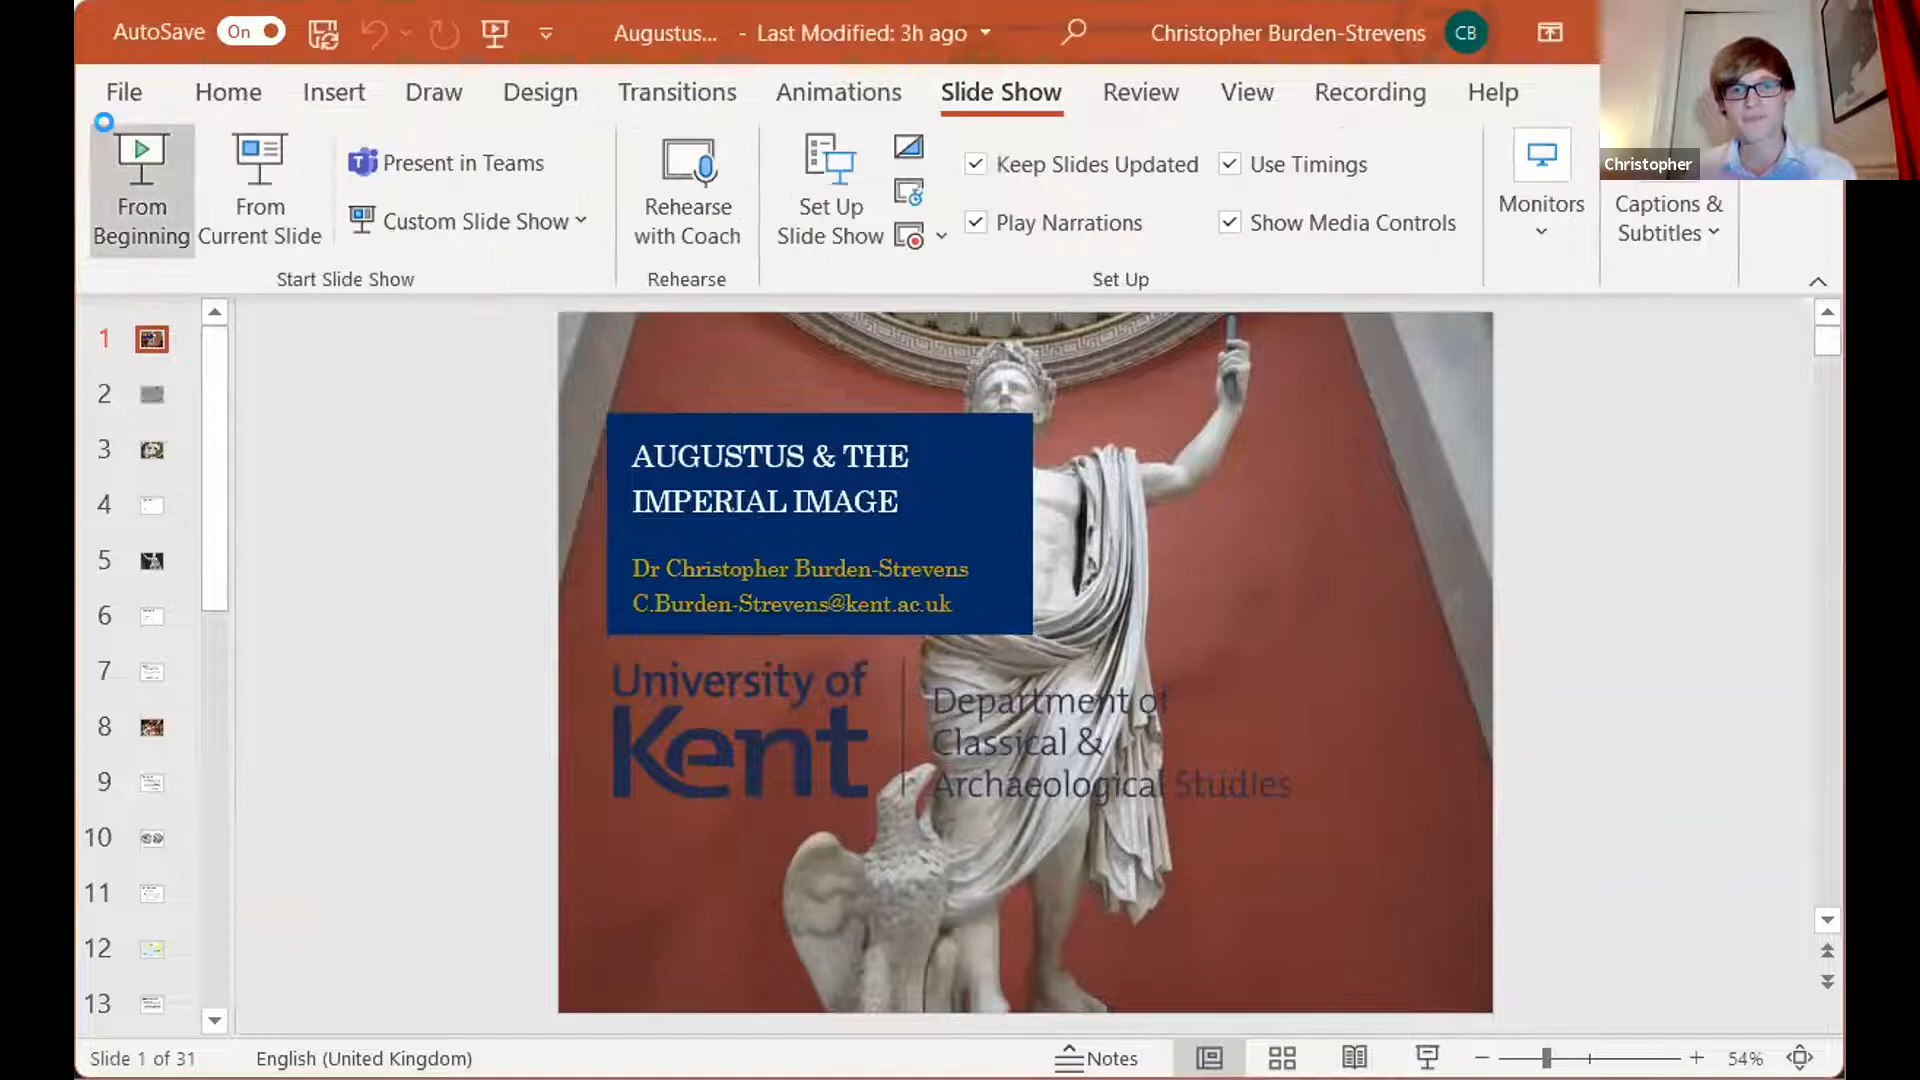 AutoSave On
Augustus... - Last Modified: 3h ago
Christopher Burden-Strevens CB
File Home Insert Draw Design Transitions Animations Slide Show Review View Recording Help
Christopher
From Beginning
From Current Slide
Present in Teams
Custom Slide Show
Start Slide Show
Rehearse with Coach
Rehearse
Set Up Slide Show
Keep Slides Updated
Use Timings
Play Narrations
Show Media Controls
Set Up
Monitors
Captions & Subtitles
1
2
3
4
5
6
7
8
9
10
11
12
13
AUGUSTUS & THE
IMPERIAL IMAGE
Dr Christopher Burden-Strevens
C.Burden-Strevens@kent.ac.uk
University of
Kent
Department of
Classical &
Archaeological Studies
Slide 1 of 31
English (United Kingdom)
Notes
54%